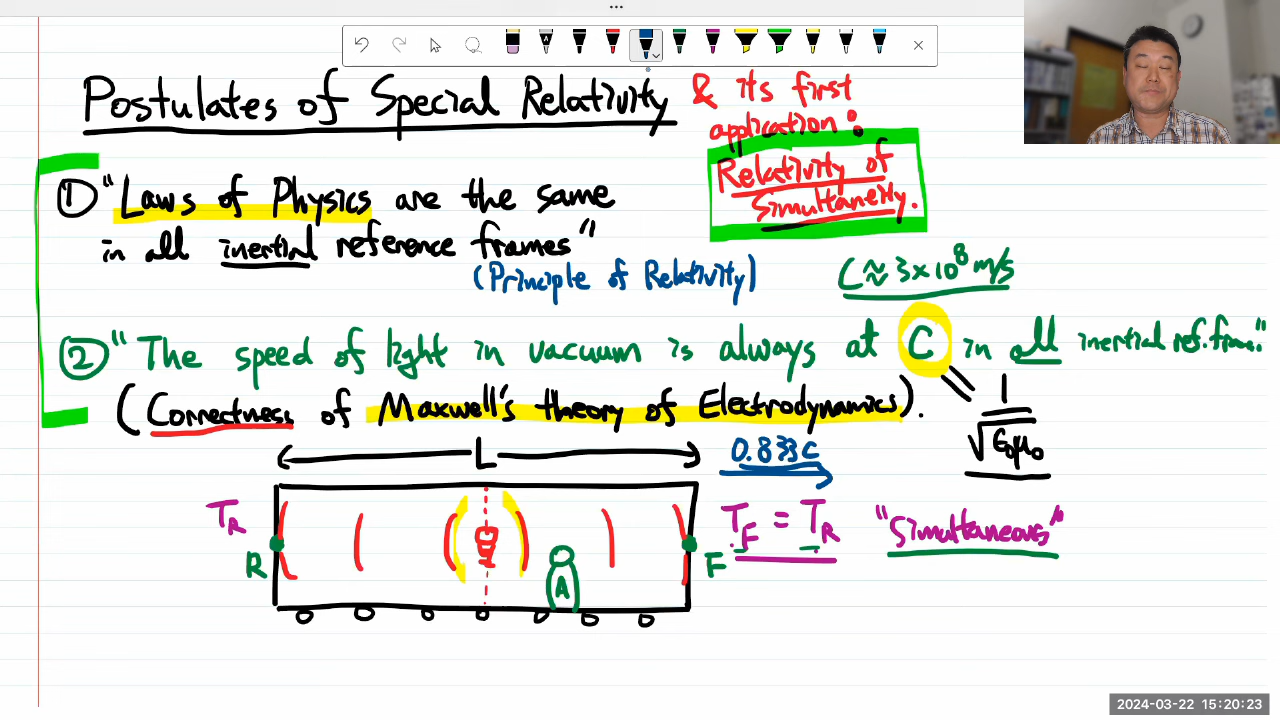 Postulates of Special Relativity & its first
application:
Relativity of
Simultaneity.
① "Laws of Physics are the same
in all inertial reference frames"
(Principle of Relativity)
C ≈ 3×10⁸ m/s
② "The speed of light in vacuum is always at C in all inertial ref. frame."
(Correctness of Maxwell's theory of Electrodynamics).
1
√ε₀μ₀
L
0.833c
T_R
R
A
F
T_F = T_R
"Simultaneous"
2024-03-22 15:20:23